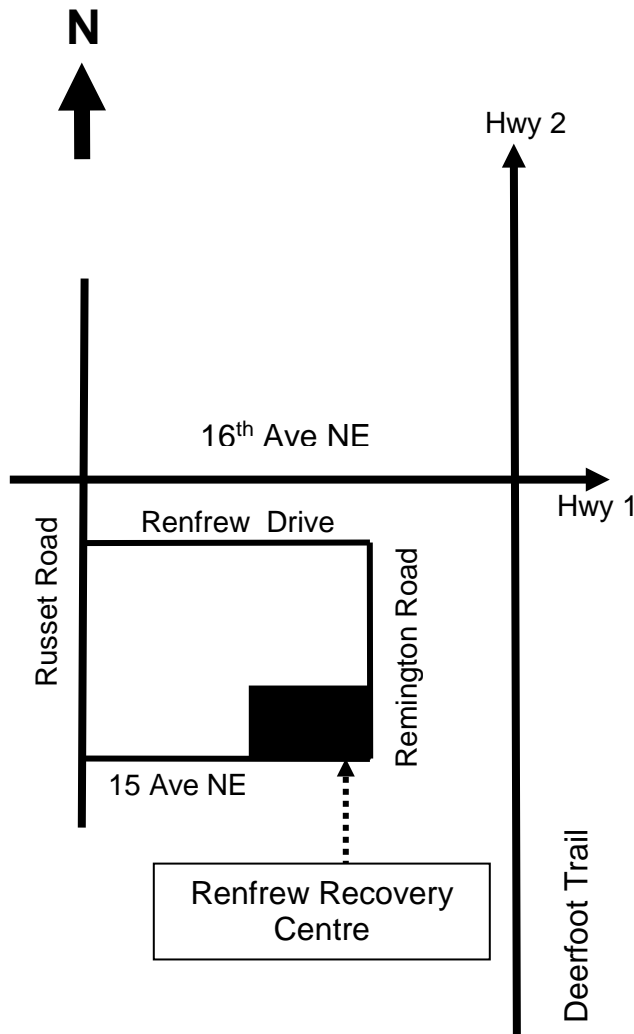 N
Hwy 2
16th Ave NE
Hwy 1
Renfrew Drive
Russet Road
Remington Road
15 Ave NE
Renfrew Recovery
Centre
Deerfoot Trail